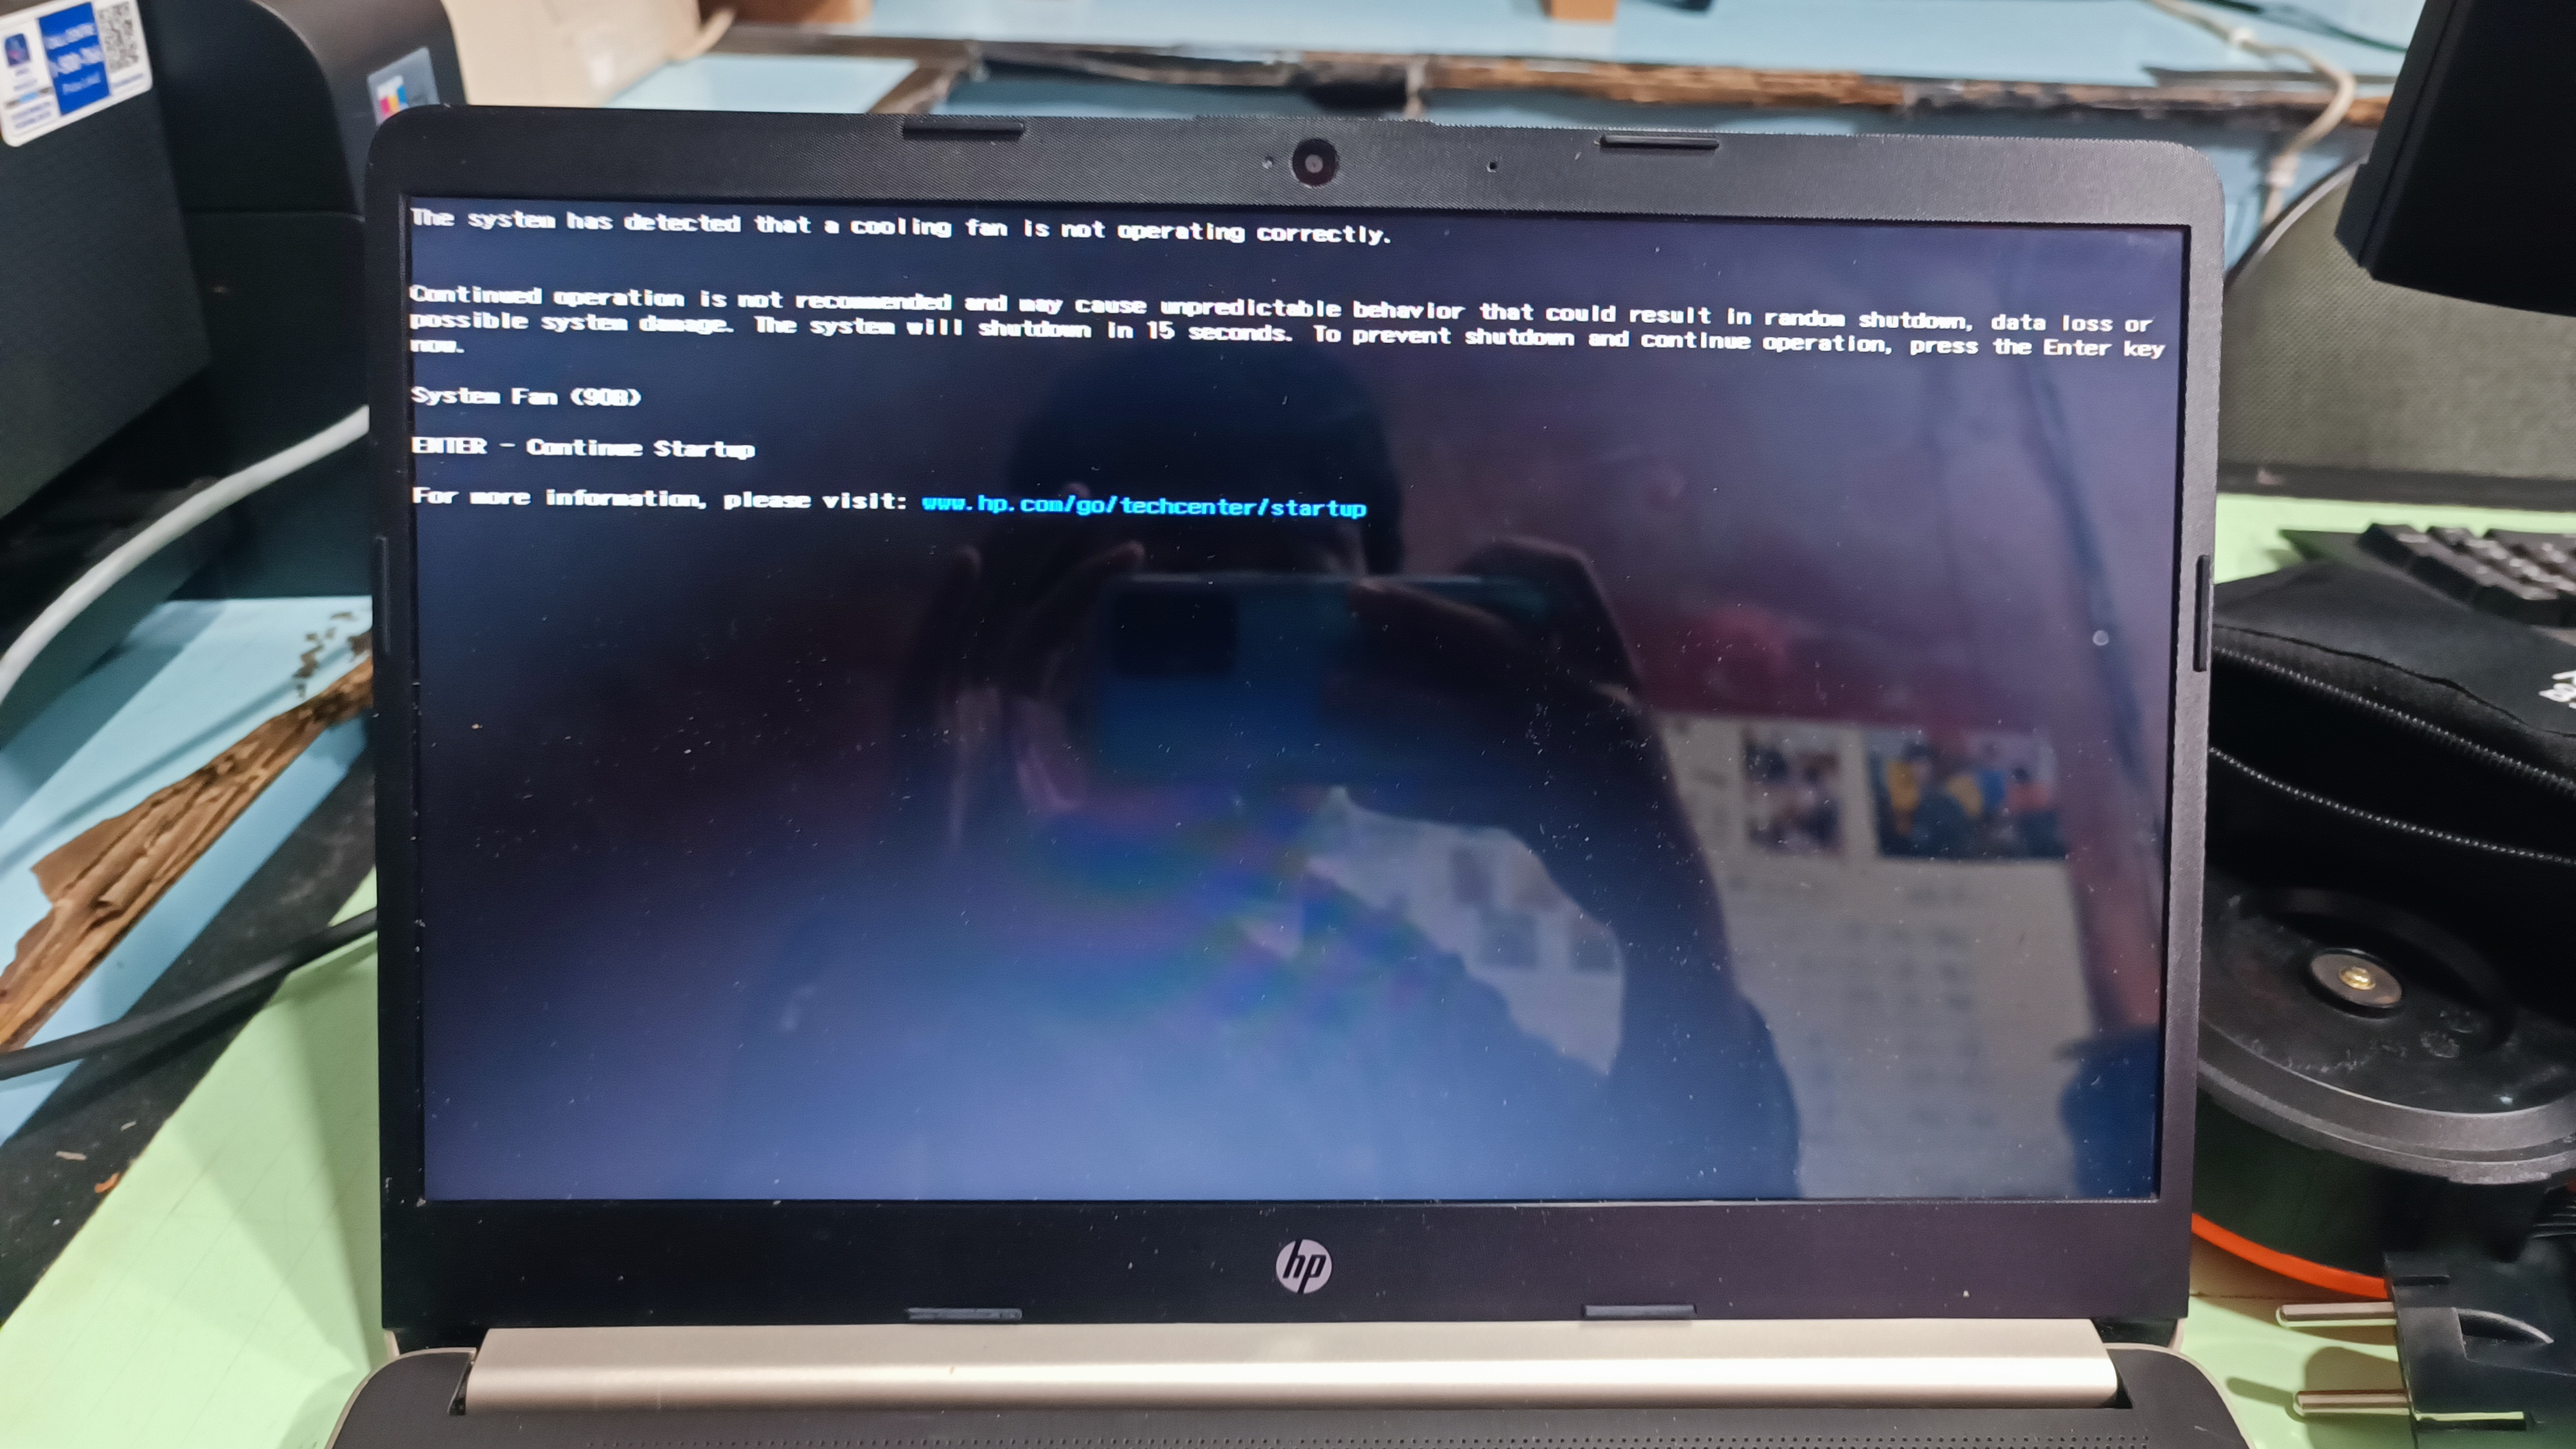 The system has detected that a cooling fan is not operating correctly.
Continued operation is not recommended and may cause unpredictable behavior that could result in random shutdown, data loss or
possible system damage. The system will shutdown in 15 seconds. To prevent shutdown and continue operation, press the Enter key
now.
System Fan (90B)
ENTER - Continue Startup
For more information, please visit: www.hp.com/go/techcenter/startup
hp